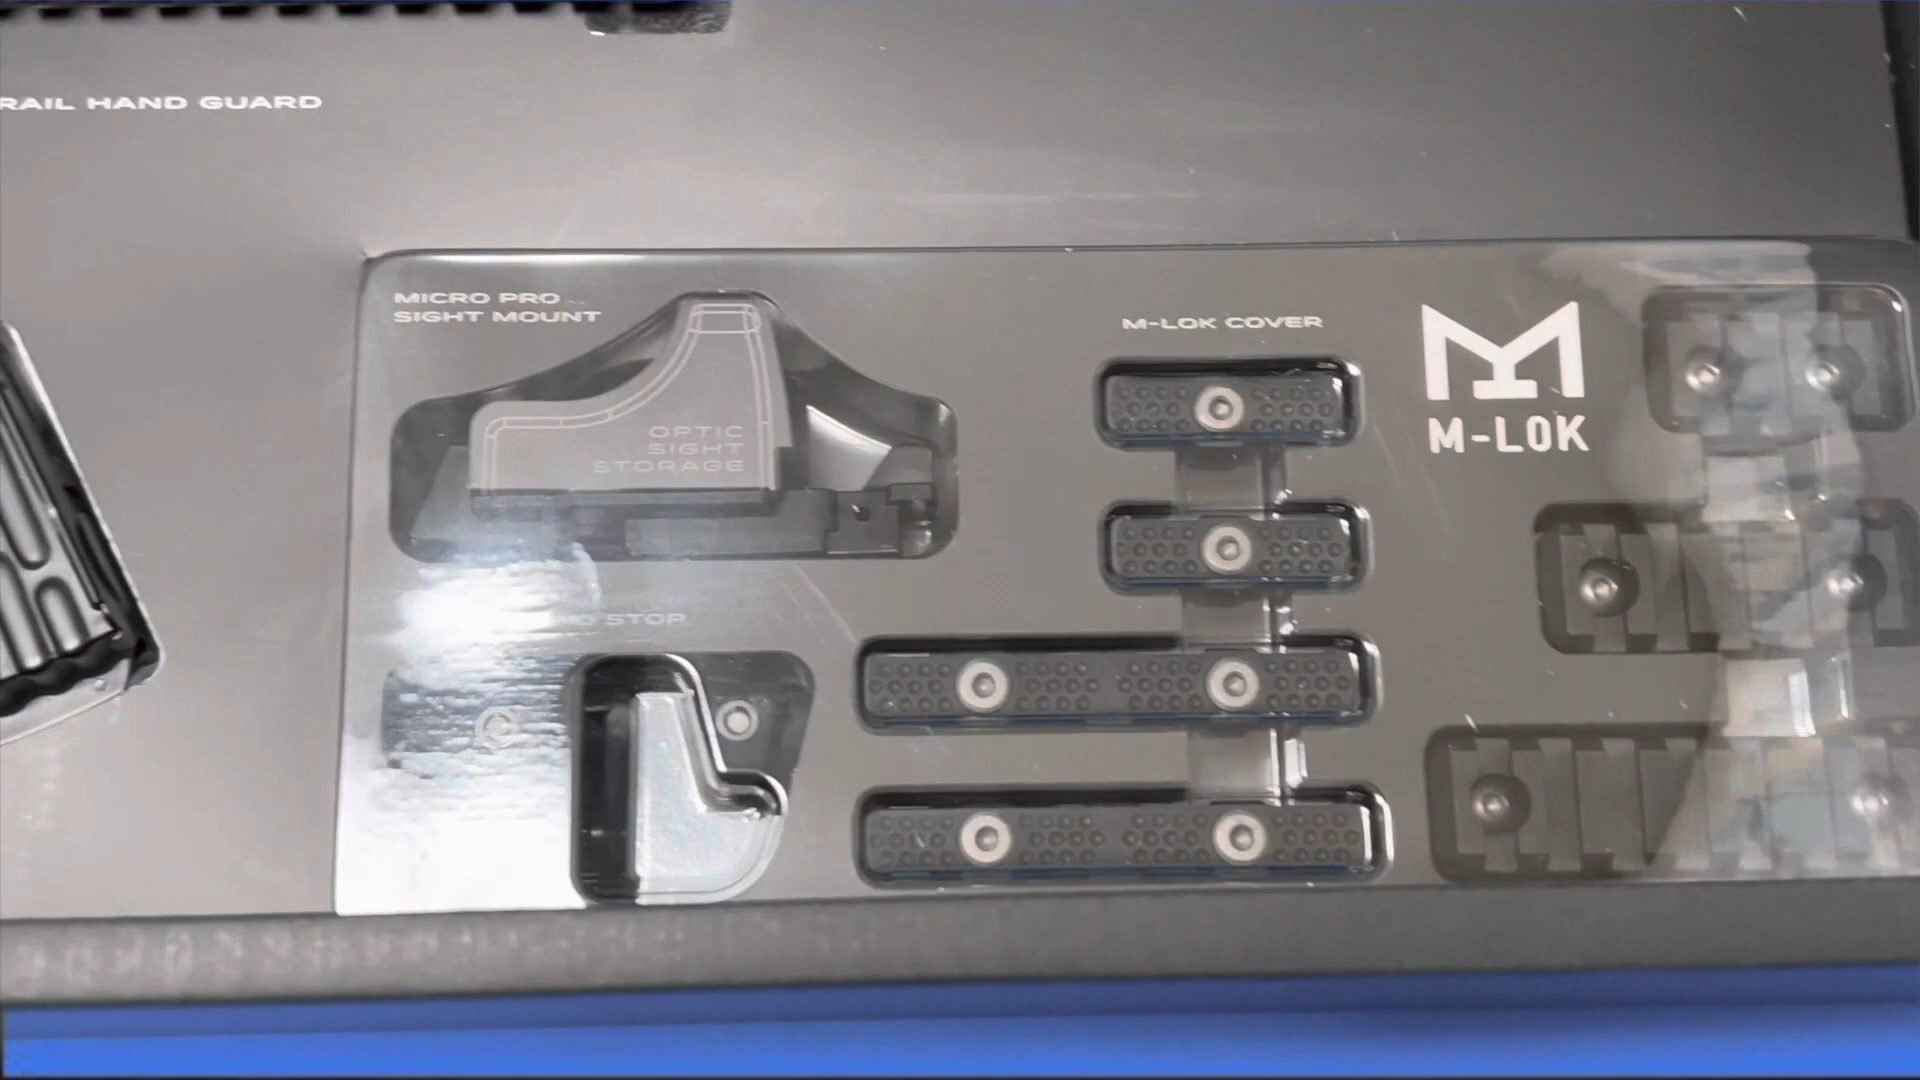 RAIL HAND GUARD
MICRO PRO
SIGHT MOUNT
M-LOK COVER
M-LOK
OPTIC
SIGHT
STORAGE
STOP